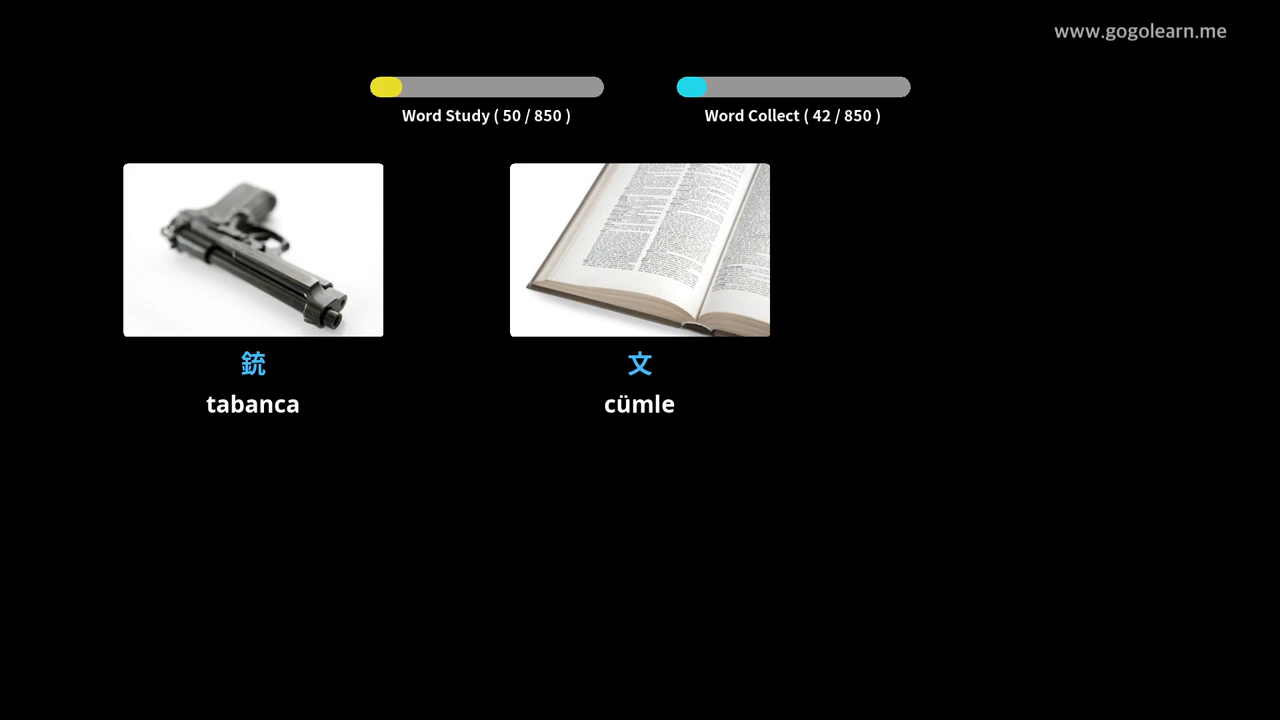 www.gogolearn.me
Word Study ( 50 / 850 )
Word Collect ( 42 / 850 )
銃
tabanca
文
cümle